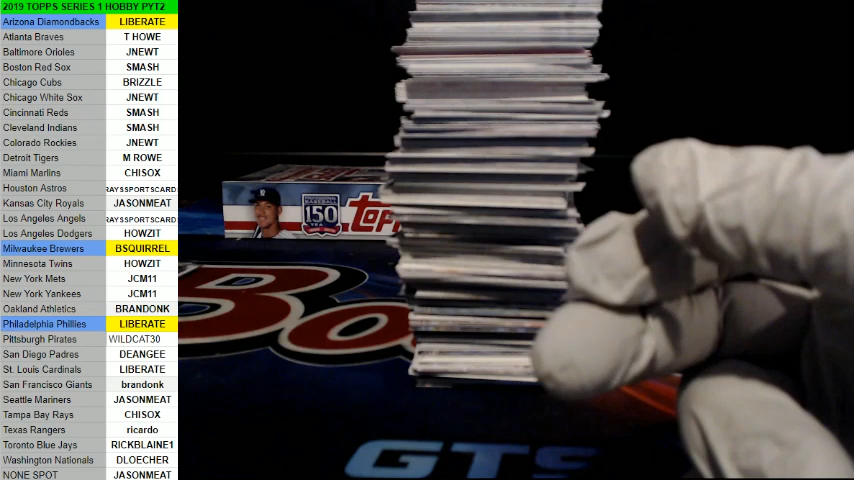 2019 TOPPS SERIES 1 HOBBY PYT2
Arizona Diamondbacks LIBERATE
Atlanta Braves T HOWE
Baltimore Orioles JNEWT
Boston Red Sox SMASH
Chicago Cubs BRIZZLE
Chicago White Sox JNEWT
Cincinnati Reds SMASH
Cleveland Indians SMASH
Colorado Rockies JNEWT
Detroit Tigers M ROWE
Miami Marlins CHISOX
Houston Astros RAYSSPORTSCARD
Kansas City Royals JASONMEAT
Los Angeles Angels RAYSSPORTSCARD
Los Angeles Dodgers HOWZIT
Milwaukee Brewers BSQUIRREL
Minnesota Twins HOWZIT
New York Mets JCM11
New York Yankees JCM11
Oakland Athletics BRANDONK
Philadelphia Phillies LIBERATE
Pittsburgh Pirates WILDCAT30
San Diego Padres DEANGEE
St. Louis Cardinals LIBERATE
San Francisco Giants brandonk
Seattle Mariners JASONMEAT
Tampa Bay Rays CHISOX
Texas Rangers ricardo
Toronto Blue Jays RICKBLAINE1
Washington Nationals DLOECHER
NONE SPOT JASONMEAT
BASEBALL
150
Topps
Bo
GTS